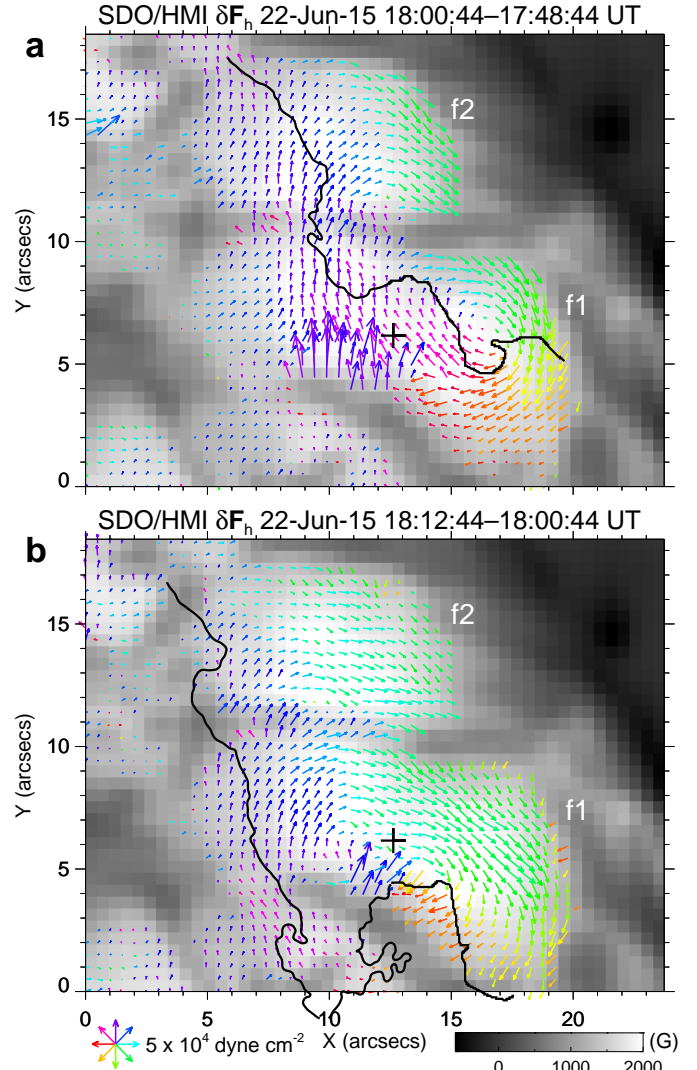 SDO/HMI δF_h 22-Jun-15 18:00:44–17:48:44 UT
a
f2
f1
15
10
5
0
Y (arcsecs)
SDO/HMI δF_h 22-Jun-15 18:12:44–18:00:44 UT
b
f2
f1
15
10
5
0
Y (arcsecs)
0 5 10 15 20
5 x 10⁴ dyne cm⁻² X (arcsecs) (G)
0 1000 2000